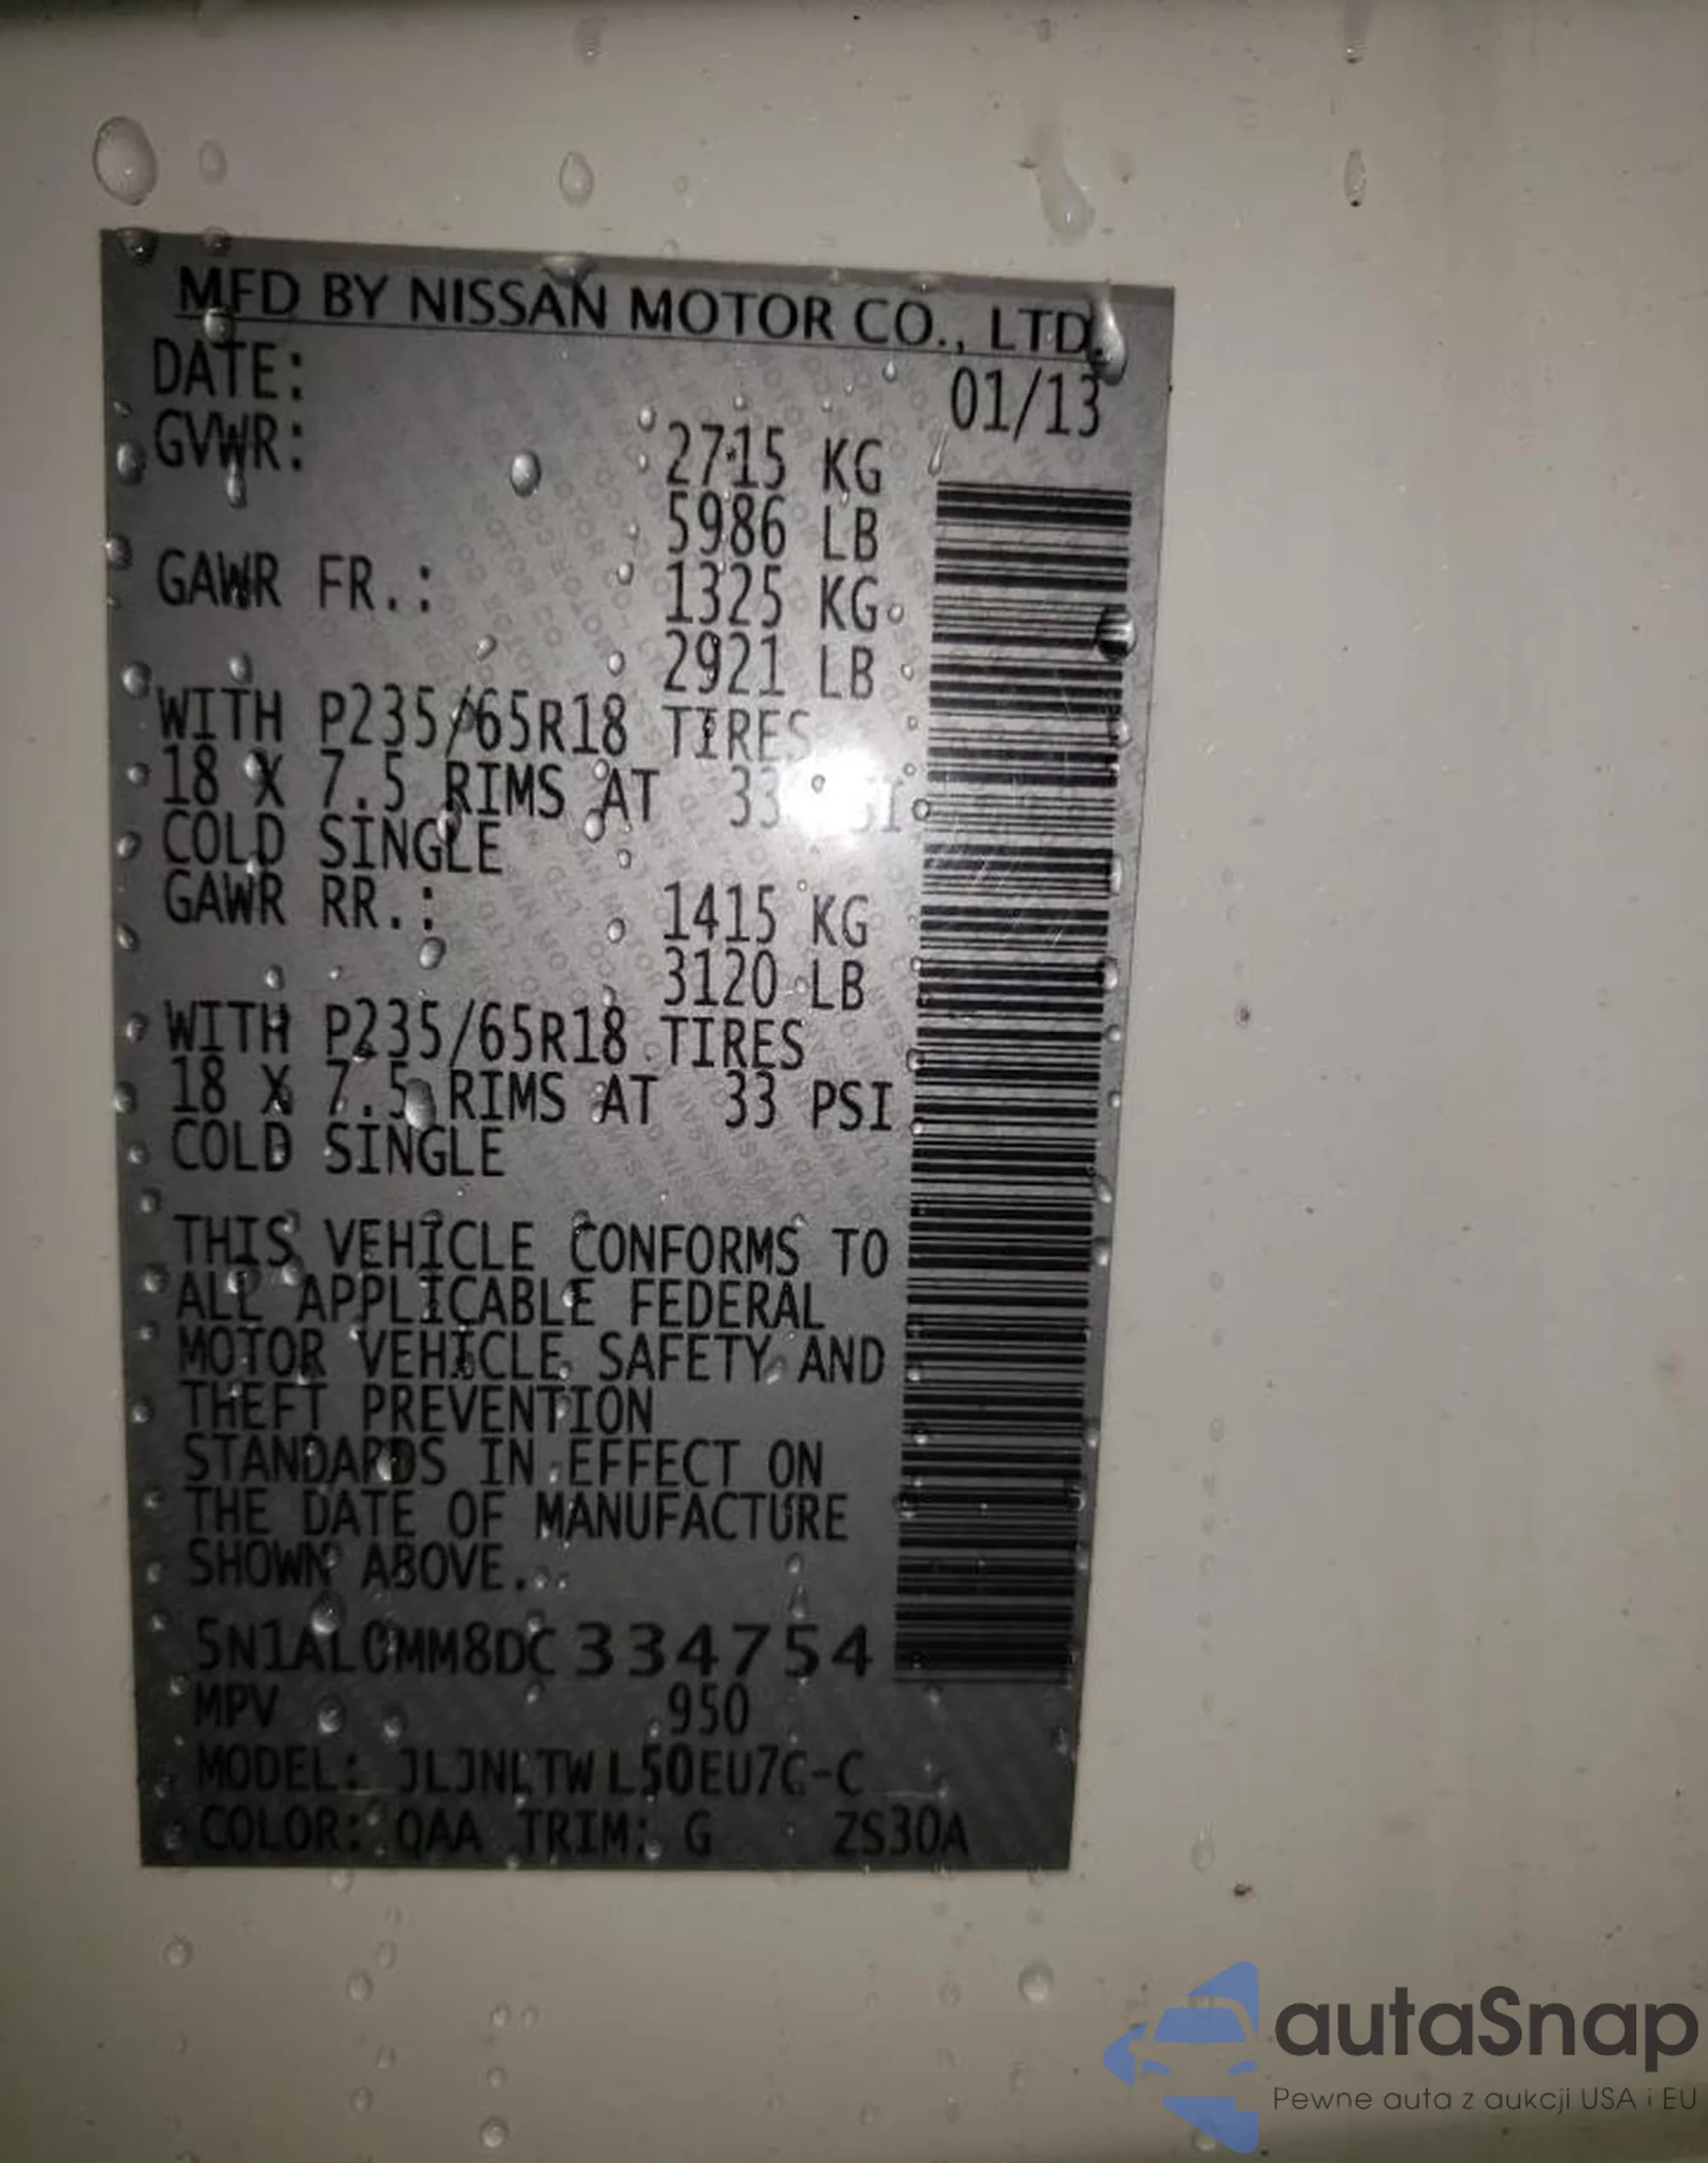 MFD BY NISSAN MOTOR CO., LTD.
DATE: 01/13
GVWR: 2715 KG
5986 LB
GAWR FR.: 1325 KG
2921 LB
WITH P235/65R18 TIRES
18 X 7.5 RIMS AT 33 PSI
COLD SINGLE
GAWR RR.: 1415 KG
3120 LB
WITH P235/65R18 TIRES
18 X 7.5 RIMS AT 33 PSI
COLD SINGLE
THIS VEHICLE CONFORMS TO
ALL APPLICABLE FEDERAL
MOTOR VEHICLE SAFETY AND
THEFT PREVENTION
STANDARDS IN EFFECT ON
THE DATE OF MANUFACTURE
SHOWN ABOVE.
5N1AL0MM8DC334754
MPV 950
MODEL: JLJNLTWL50EU7C-C
COLOR: QAA TRIM: G ZS30A
autaSnap
Pewne auta z aukcji USA i EU